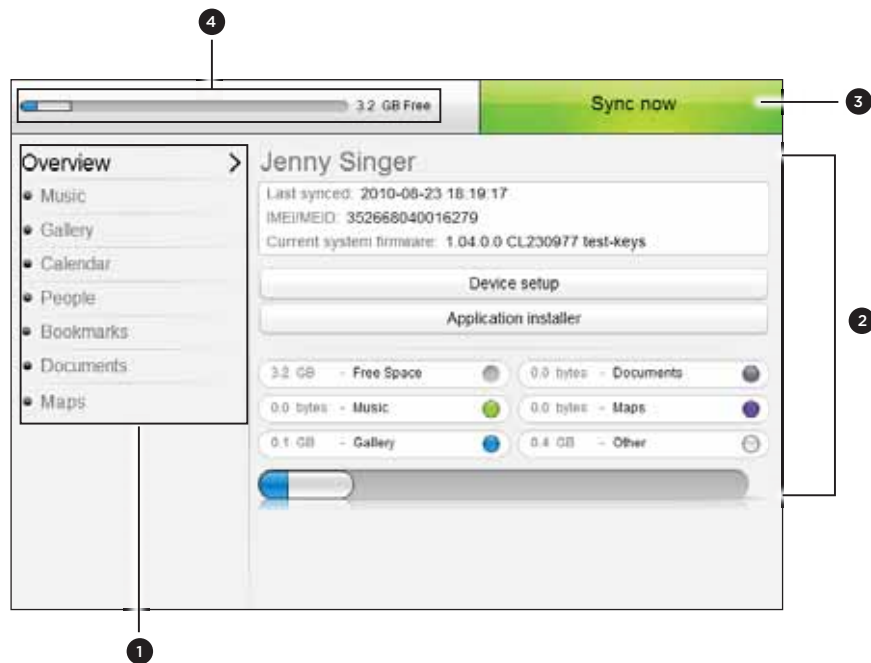 4
3.2 GB Free
Sync now
3
Overview >
Music
Gallery
Calendar
People
Bookmarks
Documents
Maps
Jenny Singer
Last synced: 2010-08-23 18:19:17
IMEI/MEID: 352668040016279
Current system firmware: 1.04.0.0 CL230977 test-keys
Device setup
Application installer
2
3.2 GB - Free Space
0.0 bytes - Documents
0.0 bytes - Music
0.0 bytes - Maps
0.1 GB - Gallery
0.4 GB - Other
1